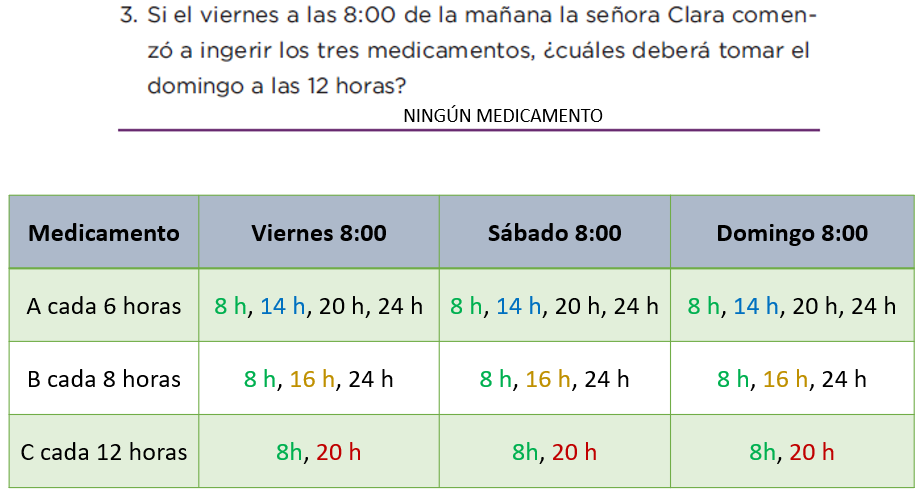 3. Si el viernes a las 8:00 de la mañana la señora Clara comen-
zó a ingerir los tres medicamentos, ¿cuáles deberá tomar el
domingo a las 12 horas?
NINGÚN MEDICAMENTO
Medicamento Viernes 8:00 Sábado 8:00 Domingo 8:00
A cada 6 horas 8 h, 14 h, 20 h, 24 h 8 h, 14 h, 20 h, 24 h 8 h, 14 h, 20 h, 24 h
B cada 8 horas 8 h, 16 h, 24 h 8 h, 16 h, 24 h 8 h, 16 h, 24 h
C cada 12 horas 8h, 20 h 8h, 20 h 8h, 20 h